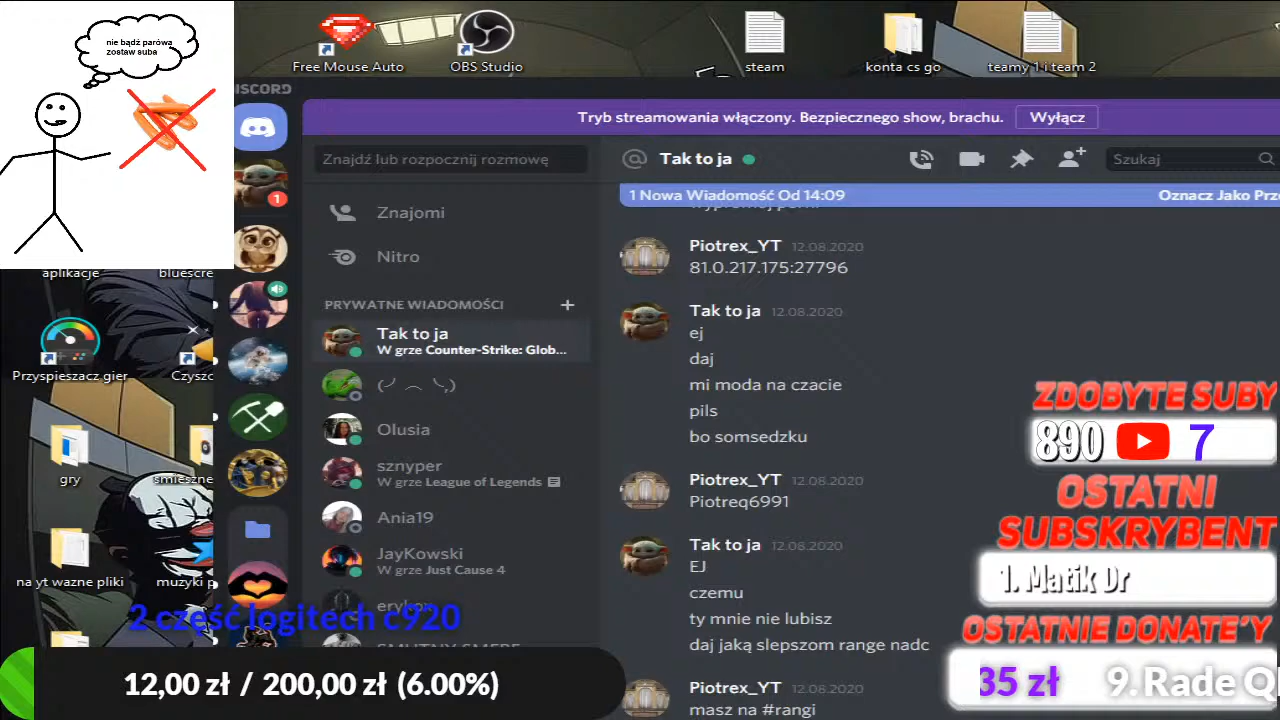 nie bądź parówa
zostaw suba
Free Mouse Auto
OBS Studio
steam
konta cs go
teamy 1 i team 2
DISCORD
Tryb streamowania włączony. Bezpiecznego show, brachu.
Wyłącz
Znajdź lub rozpocznij rozmowę
Tak to ja
Szukaj
1 Nowa Wiadomość Od 14:09
Oznacz Jako Prze
1
Znajomi
Nitro
PRYWATNE WIADOMOŚCI
Tak to ja
W grze Counter-Strike: Glob...
Olusia
sznyper
W grze League of Legends
Ania19
JayKowski
W grze Just Cause 4
erykon
Piotrex_YT 12.08.2020
81.0.217.175:27796
Tak to ja 12.08.2020
ej
daj
mi moda na czacie
pils
bo somsedzku
Piotrex_YT 12.08.2020
Piotreq6991
Tak to ja 12.08.2020
EJ
czemu
ty mnie nie lubisz
daj jaką slepszom range nadc
Piotrex_YT 12.08.2020
masz na #rangi
aplikacje
bluescre
Przyspieszacz gier
Czyszc
gry
smieszne
na yt wazne pliki
muzyki p
2 część logitech c920
12,00 zł / 200,00 zł (6.00%)
ZDOBYTE SUBY
890 7
OSTATNI
SUBSKRYBENT
1. Matik Dr
OSTATNIE DONATE'Y
35 zł 9.Rade Q